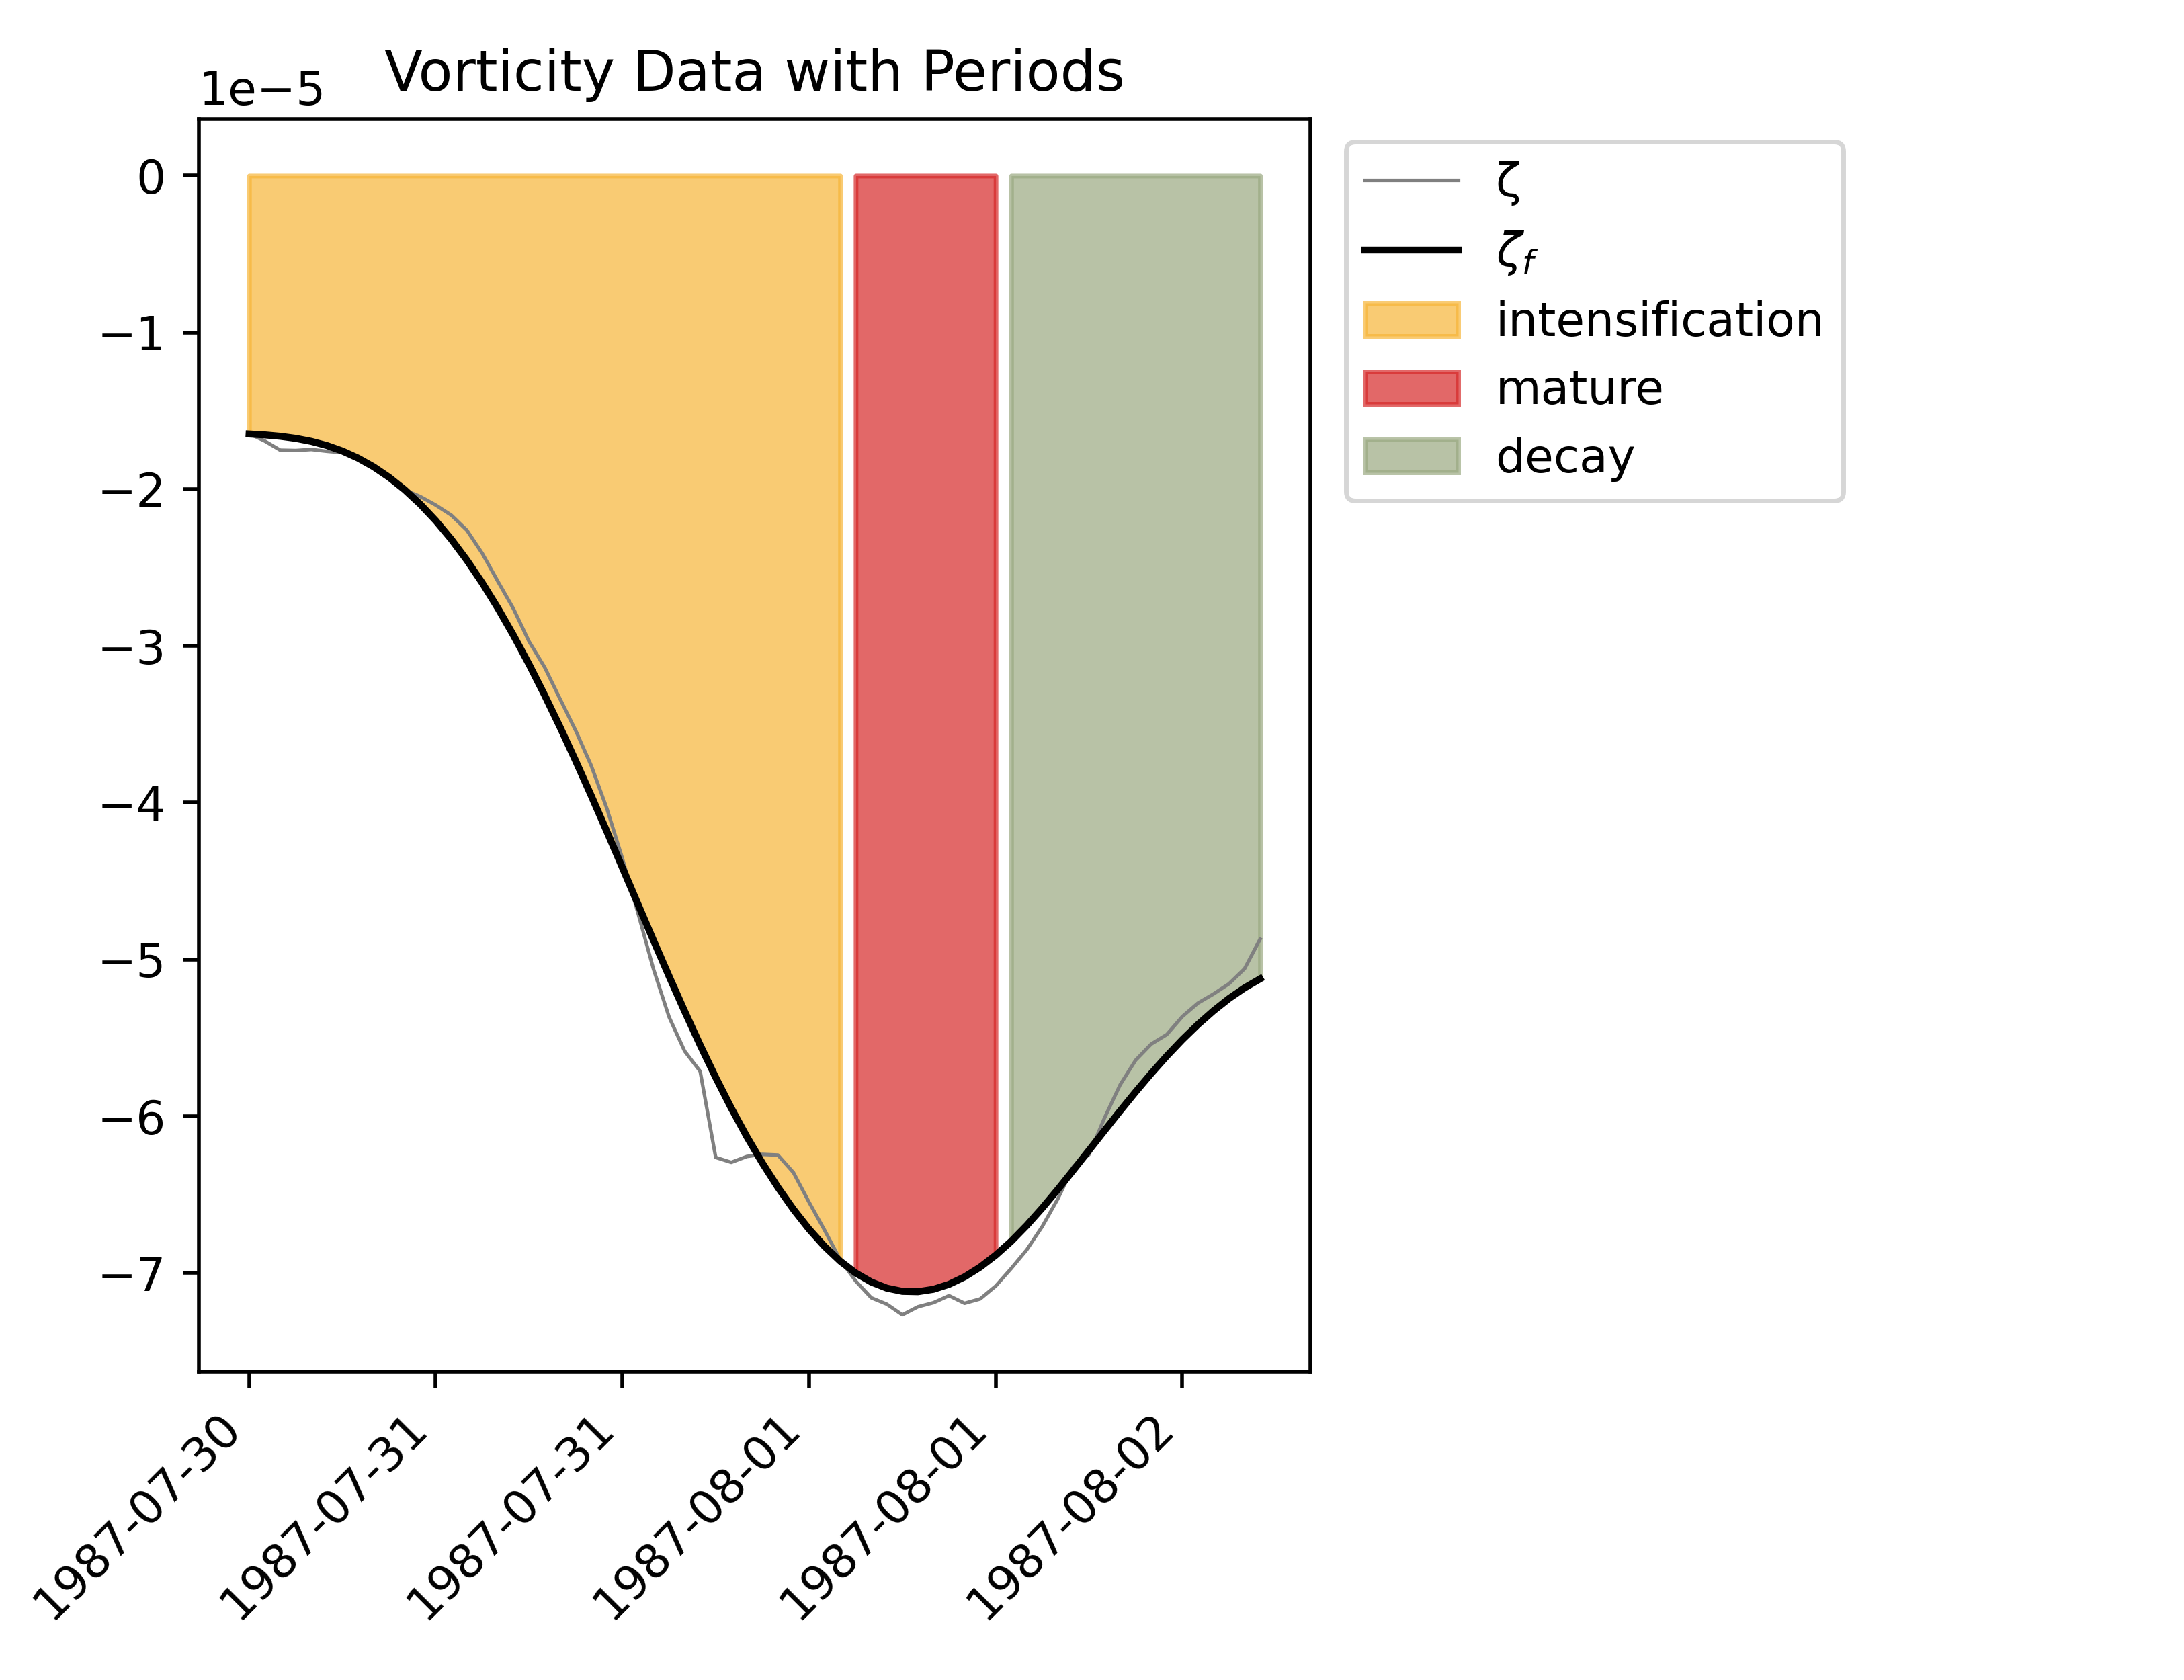 Vorticity Data with Periods
1e−5
0
−1
−2
−3
−4
−5
−6
−7
1987-07-30
1987-07-31
1987-07-31
1987-08-01
1987-08-01
1987-08-02
ζ
ζf
intensification
mature
decay